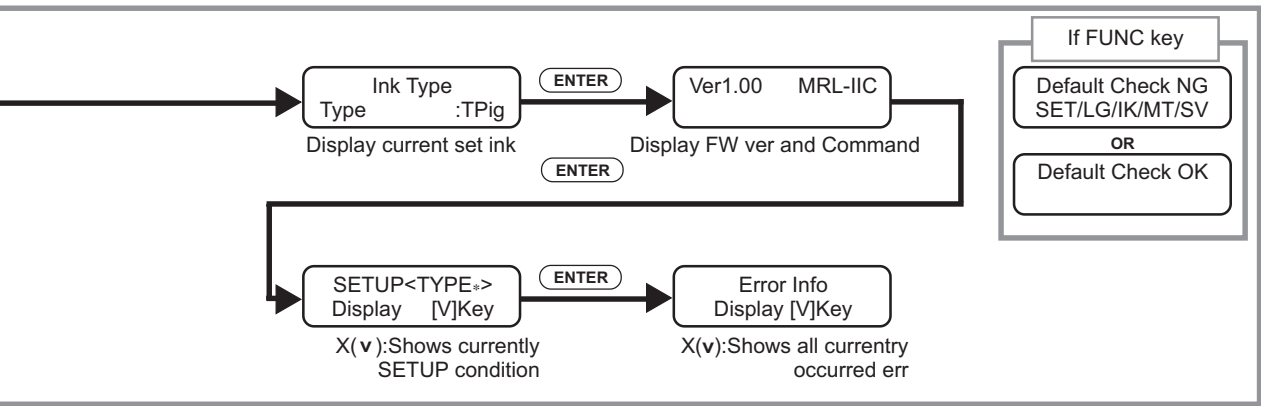 If FUNC key
Ink Type
Type :TPig
ENTER
Ver1.00 MRL-IIC
Default Check NG
SET/LG/IK/MT/SV
Display current set ink
Display FW ver and Command
OR
ENTER
Default Check OK
SETUP<TYPE*>
Display [V]Key
ENTER
Error Info
Display [V]Key
X(v):Shows currently
SETUP condition
X(v):Shows all currentry
occurred err